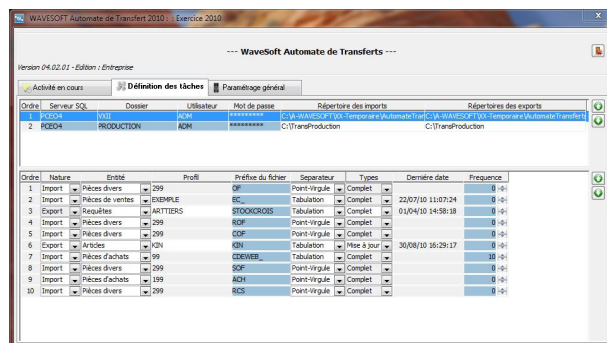 WAVESOFT Automate de Transfert 2010 : : Exercice 2010
--- WaveSoft Automate de Transferts ---
Version 04.02.01 - Edition : Entreprise
Activité en cours Définition des tâches Paramétrage général
Ordre Serveur SQL Dossier Utilisateur Mot de passe Répertoire des imports Répertoires des exports
1 PCEO4 VXII ADM ********* C:\A-WAVESOFT\XX-Temporaire\AutomateTran C:\A-WAVESOFT\XX-Temporaire\AutomateTransferts
2 PCEO4 PRODUCTION ADM ********* C:\TransProduction C:\TransProduction
Ordre Nature Entité Profil Préfixe du fichier Separateur Types Dernière date Frequence
1 Import Pièces divers 299 OF Point-Virgule Complet 0
2 Import Pièces de ventes EXEMPLE EC_ Tabulation Complet 22/07/10 11:07:24 0
3 Export Requêtes ARTTIERS STOOKCROIS Tabulation Complet 01/04/10 14:58:18 0
4 Import Pièces divers 299 ROF Point-Virgule Complet 0
5 Import Pièces divers 299 COF Point-Virgule Complet 0
6 Export Articles KIN KIN Tabulation Mise à jour 30/08/10 16:29:17 0
7 Import Pièces d'achats 99 CDEWEB_ Tabulation Complet 10
8 Import Pièces divers 299 SOF Point-Virgule Complet 0
9 Import Pièces d'achats 199 ACH Point-Virgule Complet 0
10 Import Pièces divers 299 RCS Point-Virgule Complet 0